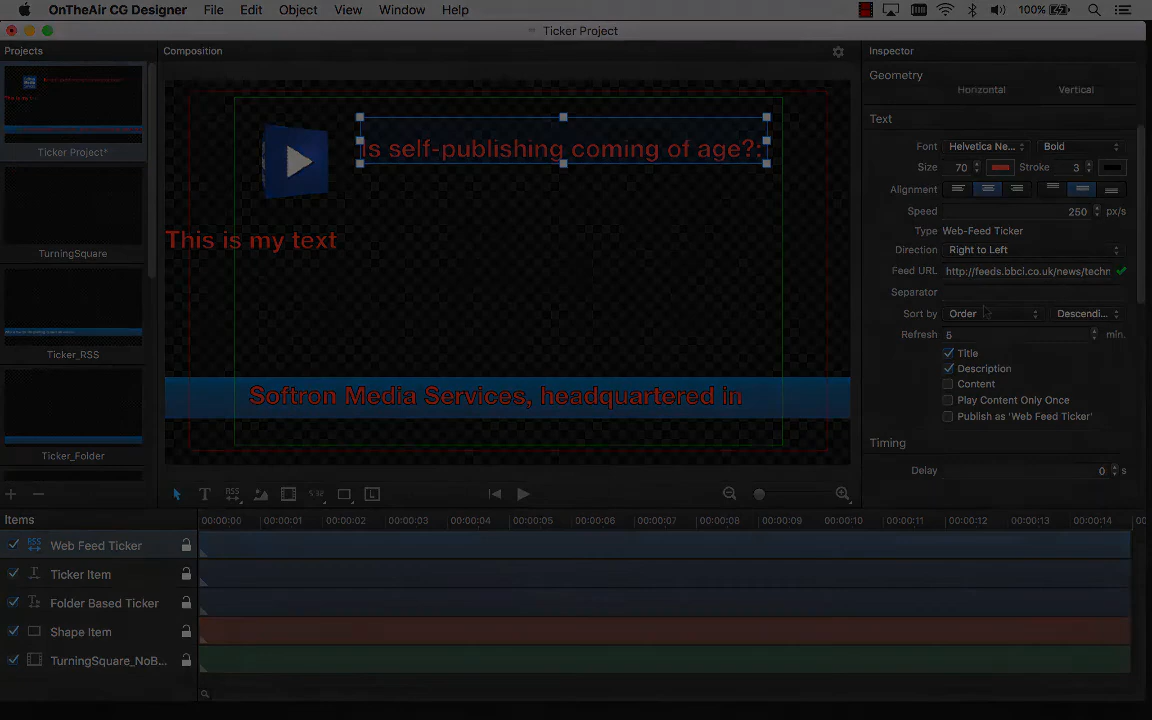 OnTheAir CG Designer File Edit Object View Window Help 100%
Ticker Project
Projects
Composition
Inspector
Ticker Project*
TurningSquare
Ticker_RSS
Ticker_Folder
Is self-publishing coming of age?:
This is my text
Softron Media Services, headquartered in
Geometry
Horizontal Vertical
Text
Font Helvetica Ne... Bold
Size 70 Stroke 3
Alignment
Speed 250 px/s
Type Web-Feed Ticker
Direction Right to Left
Feed URL http://feeds.bbci.co.uk/news/techn
Separator
Sort by Order Descendi...
Refresh 5 min.
Title
Description
Content
Play Content Only Once
Publish as 'Web Feed Ticker'
Timing
Delay 0 s
Items
00:00:00 00:00:01 00:00:02 00:00:03 00:00:04 00:00:05 00:00:06 00:00:07 00:00:08 00:00:09 00:00:10 00:00:11 00:00:12 00:00:13 00:00:14 00
Web Feed Ticker
Ticker Item
Folder Based Ticker
Shape Item
TurningSquare_NoB...